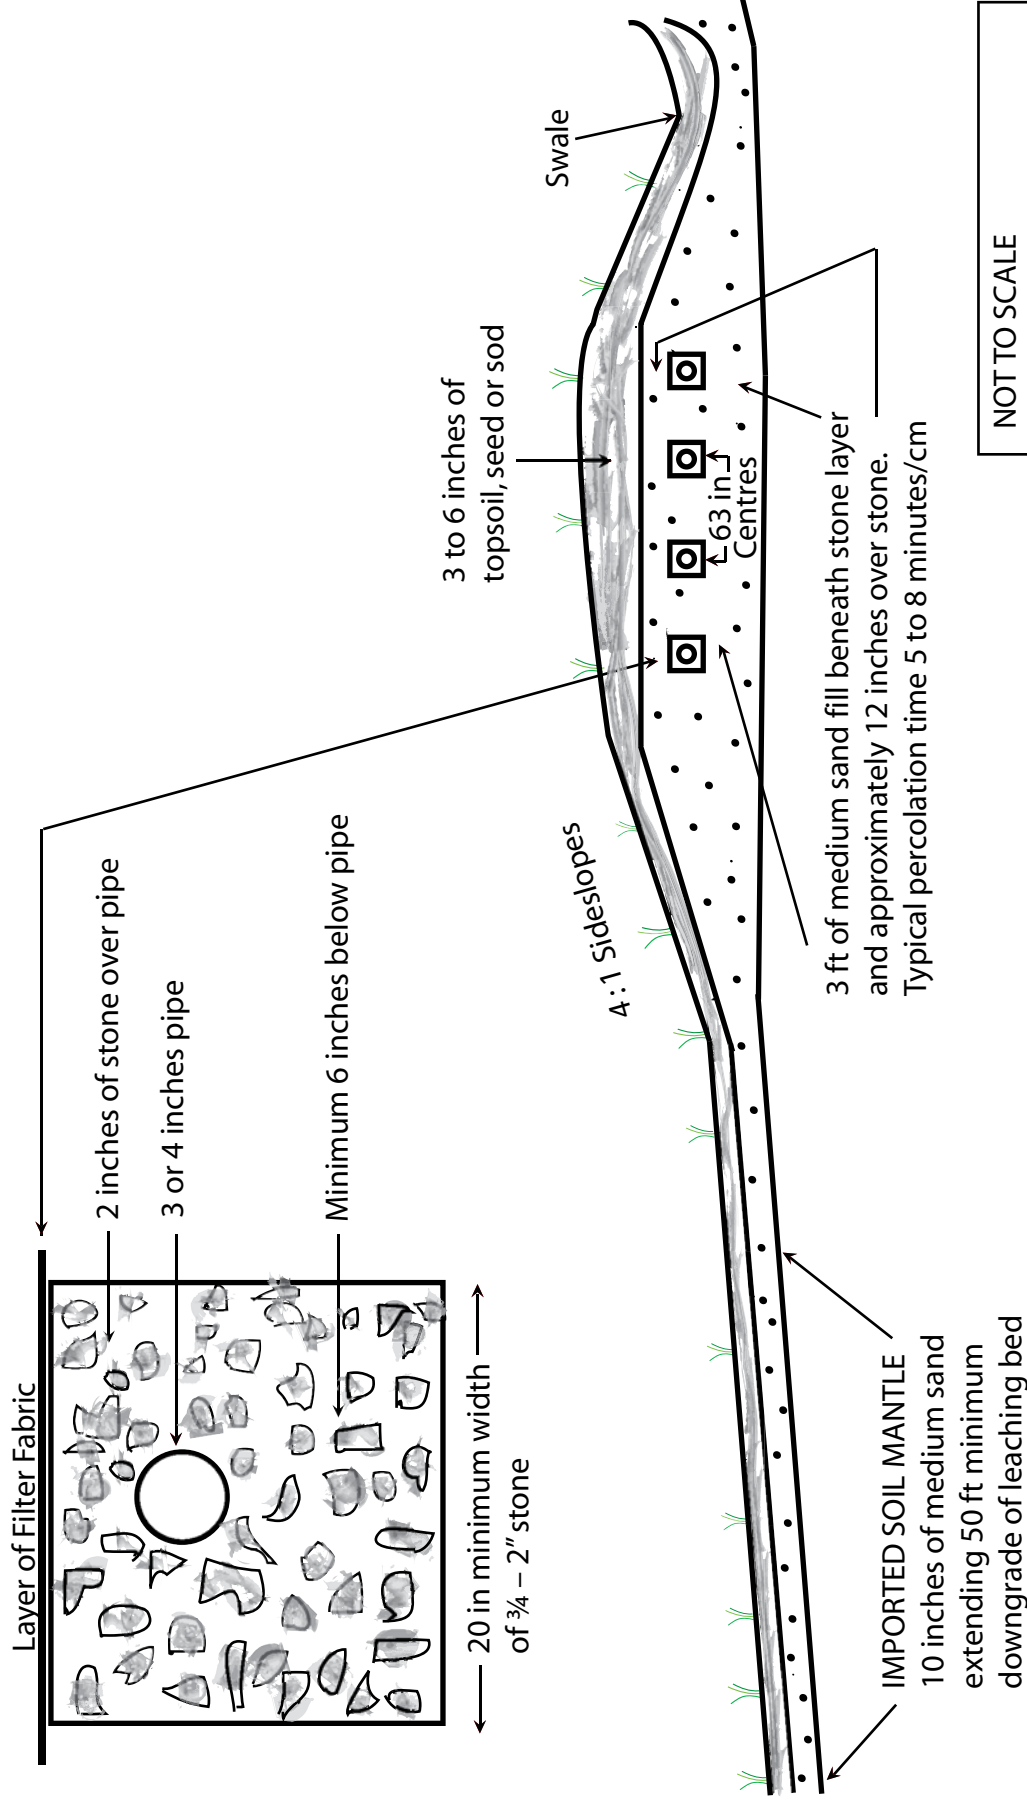 Layer of Filter Fabric
2 inches of stone over pipe
3 or 4 inches pipe
Minimum 6 inches below pipe
20 in minimum width
of ¾ – 2" stone
3 to 6 inches of
topsoil, seed or sod
Swale
4:1 Sideslopes
63 in
Centres
3 ft of medium sand fill beneath stone layer
and approximately 12 inches over stone.
Typical percolation time 5 to 8 minutes/cm
IMPORTED SOIL MANTLE
10 inches of medium sand
extending 50 ft minimum
downgrade of leaching bed
NOT TO SCALE